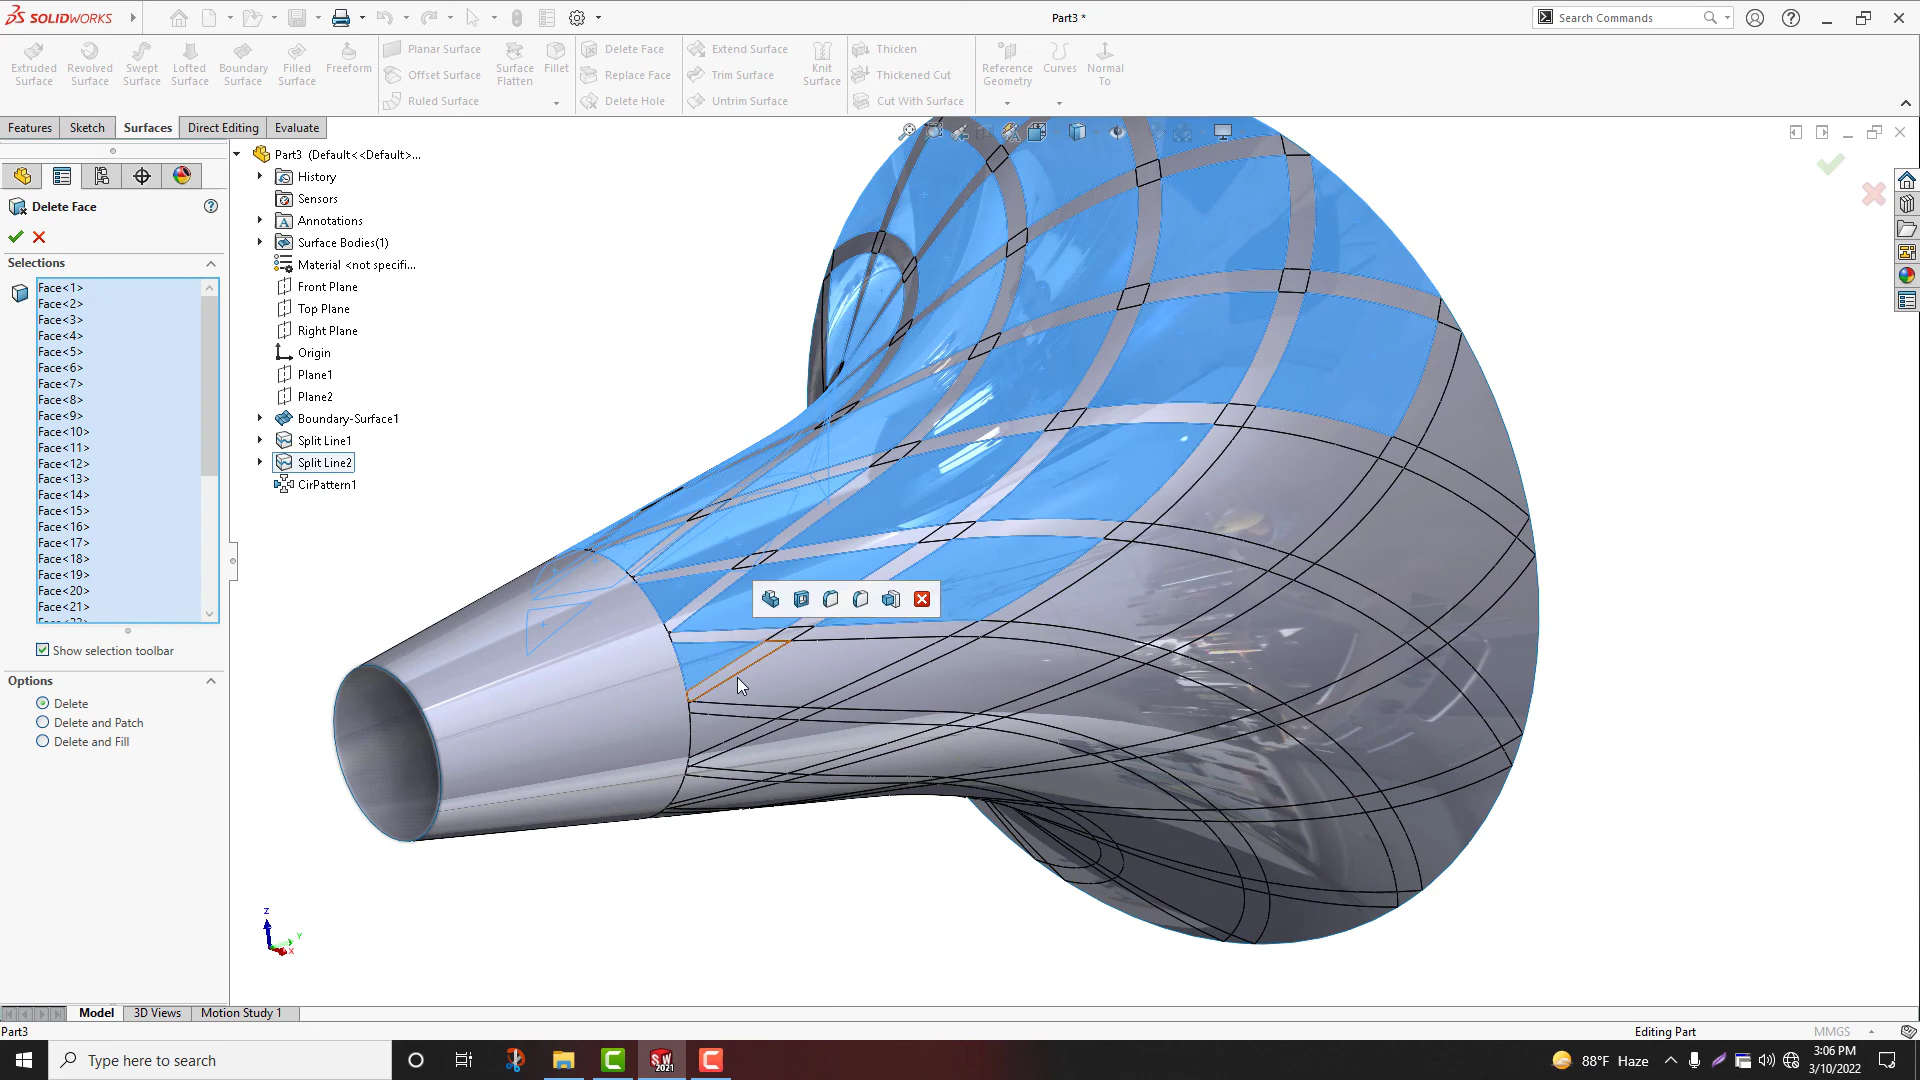 SOLIDWORKS
Part3 *
Search Commands
Extruded Surface
Revolved Surface
Swept Surface
Lofted Surface
Boundary Surface
Filled Surface
Freeform
Planar Surface
Offset Surface
Ruled Surface
Surface Flatten
Fillet
Delete Face
Replace Face
Delete Hole
Extend Surface
Trim Surface
Untrim Surface
Knit Surface
Thicken
Thickened Cut
Cut With Surface
Reference Geometry
Curves
Normal To
Features
Sketch
Surfaces
Direct Editing
Evaluate
Delete Face
Selections
Face<1>
Face<2>
Face<3>
Face<4>
Face<5>
Face<6>
Face<7>
Face<8>
Face<9>
Face<10>
Face<11>
Face<12>
Face<13>
Face<14>
Face<15>
Face<16>
Face<17>
Face<18>
Face<19>
Face<20>
Face<21>
Show selection toolbar
Options
Delete
Delete and Patch
Delete and Fill
Part3 (Default<<Default>...
History
Sensors
Annotations
Surface Bodies(1)
Material <not specifi...
Front Plane
Top Plane
Right Plane
Origin
Plane1
Plane2
Boundary-Surface1
Split Line1
Split Line2
CirPattern1
Z
Y
X
Model
3D Views
Motion Study 1
Part3
Editing Part
MMGS
Type here to search
SW
2021
88°F Haze
3:06 PM
3/10/2022